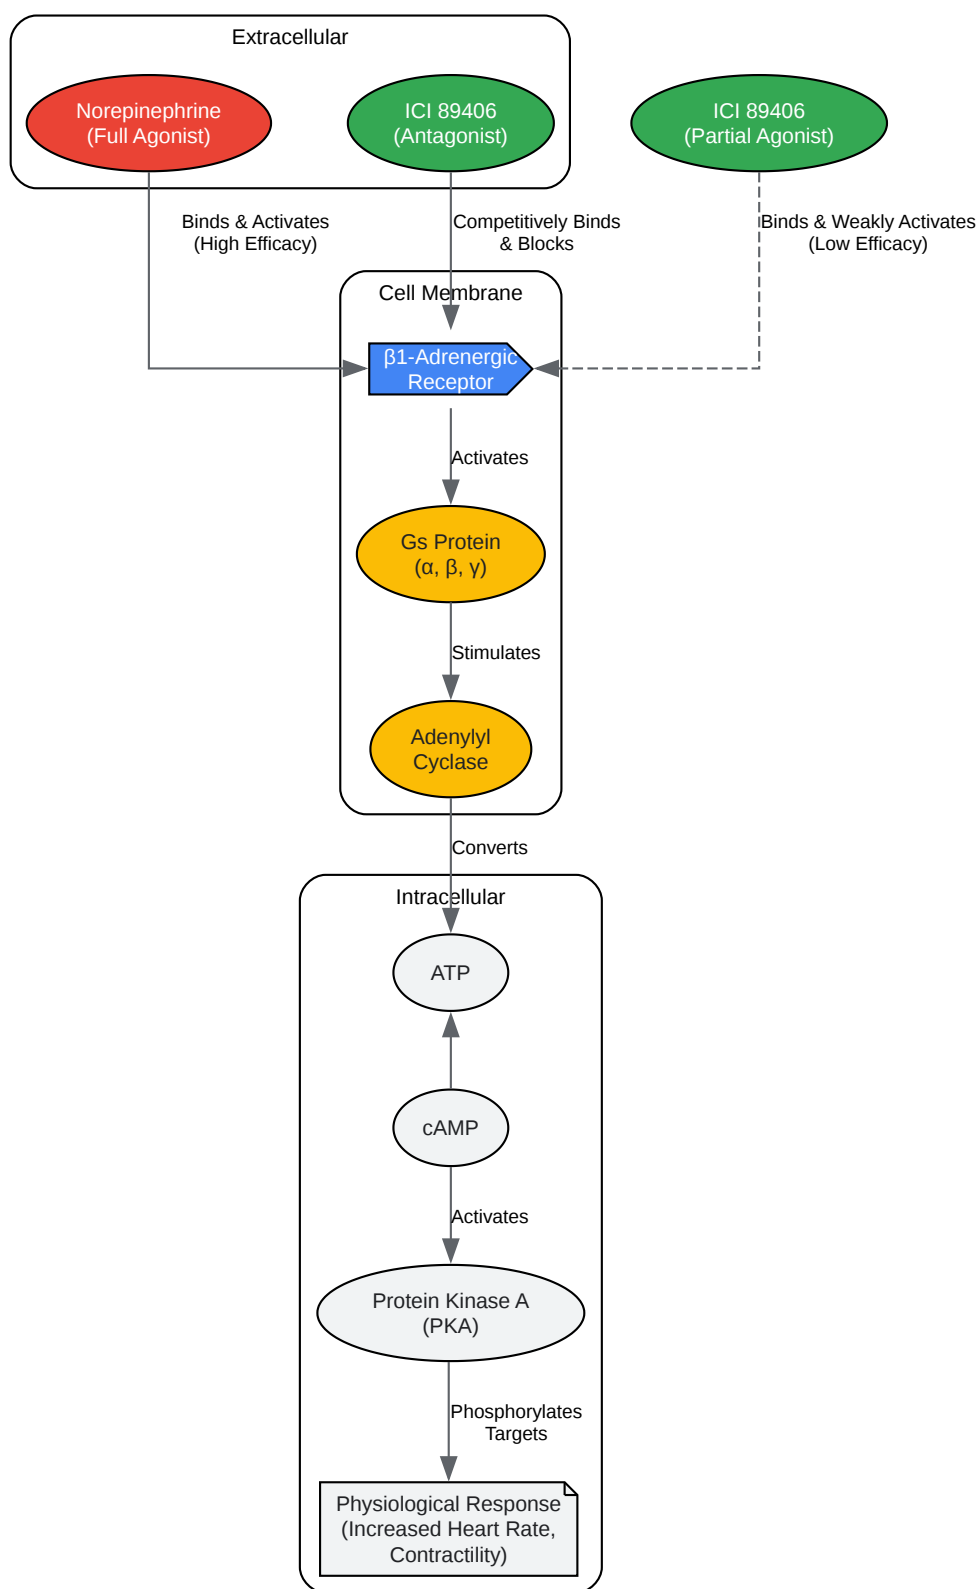 Extracellular
Norepinephrine
(Full Agonist)
ICI 89406
(Antagonist)
ICI 89406
(Partial Agonist)
Binds & Activates
(High Efficacy)
Competitively Binds
& Blocks
Binds & Weakly Activates
(Low Efficacy)
Cell Membrane
β1-Adrenergic
Receptor
Activates
Gs Protein
(α, β, γ)
Stimulates
Adenylyl
Cyclase
Converts
Intracellular
ATP
cAMP
Activates
Protein Kinase A
(PKA)
Phosphorylates
Targets
Physiological Response
(Increased Heart Rate,
Contractility)